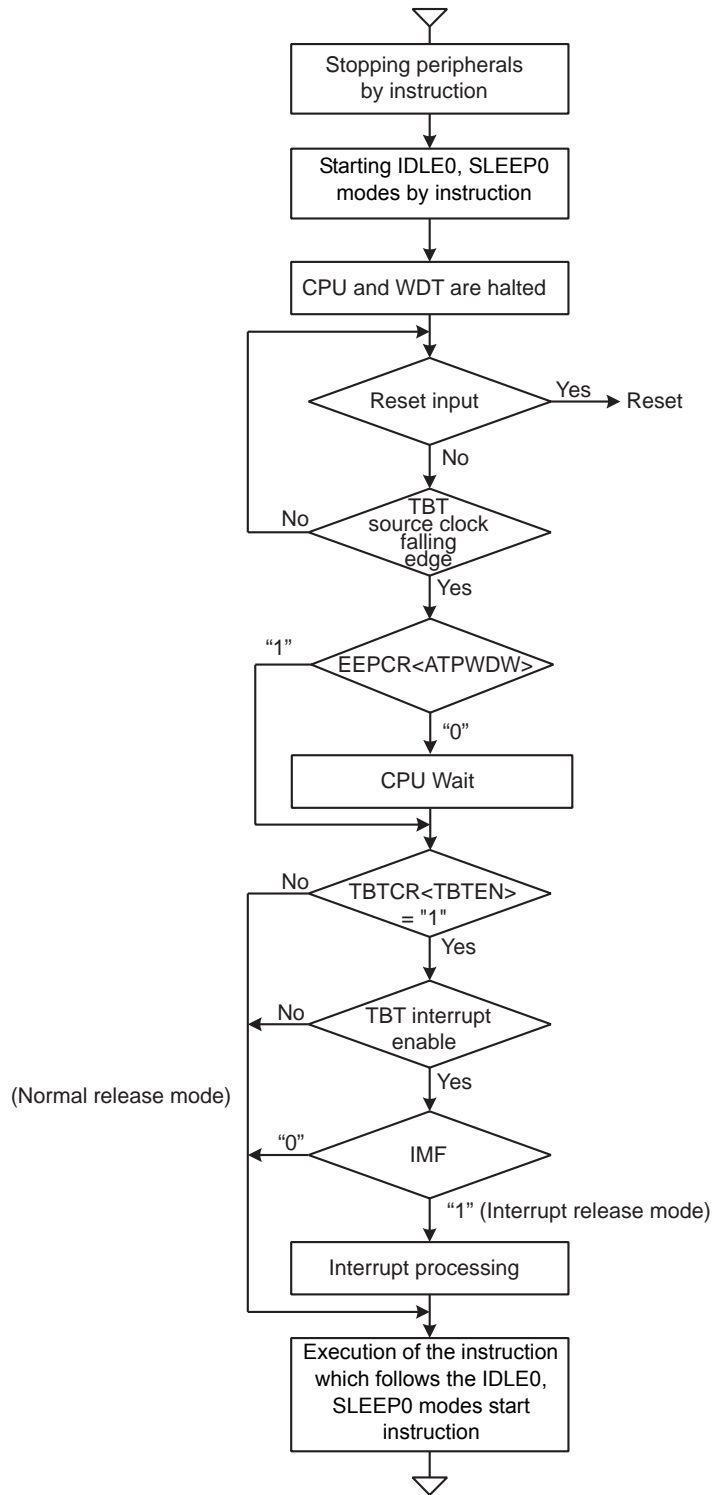 Stopping peripherals
by instruction
Starting IDLE0, SLEEP0
modes by instruction
CPU and WDT are halted
Reset input
Yes
Reset
No
TBT
source clock
falling
edge
No
Yes
EEPCR<ATPWDW>
“1”
“0”
CPU Wait
TBTCR<TBTEN>
= "1"
No
Yes
TBT interrupt
enable
No
Yes
(Normal release mode)
IMF
“0”
“1” (Interrupt release mode)
Interrupt processing
Execution of the instruction
which follows the IDLE0,
SLEEP0 modes start
instruction